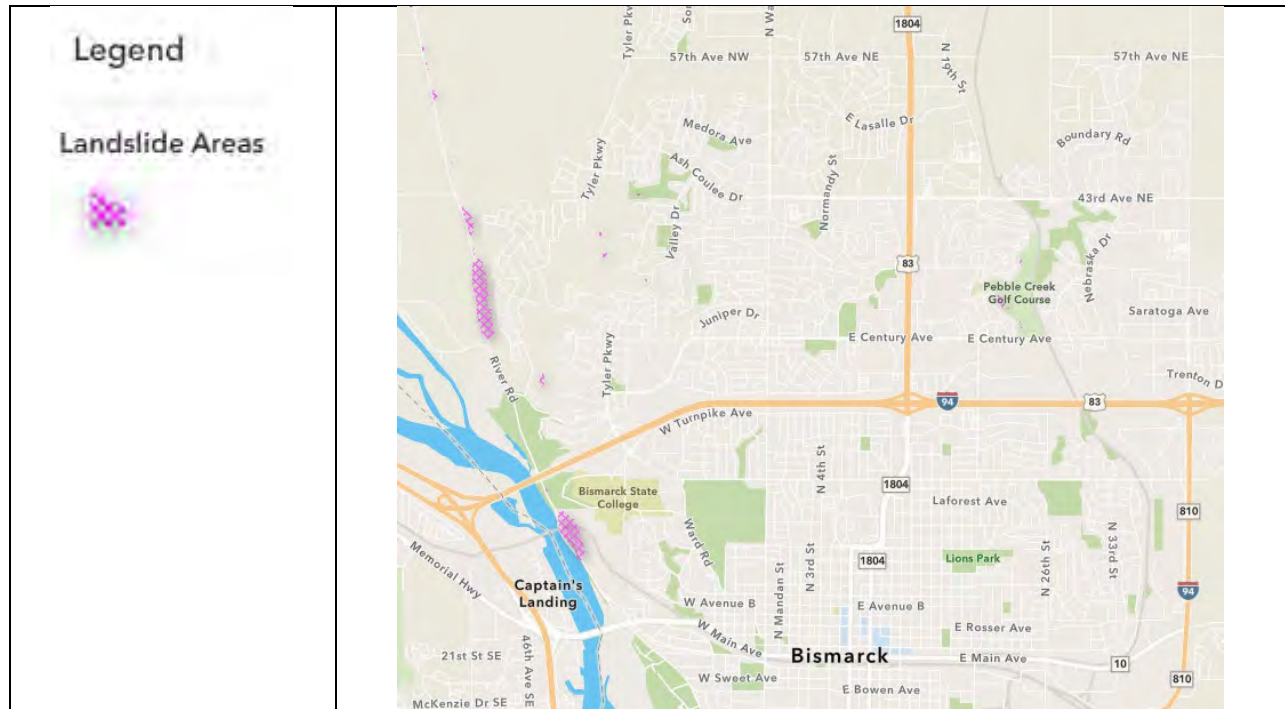 Legend
Landslide Areas
1804
57th Ave NW
57th Ave NE
57th Ave NE
Tyler Pkwy
N 19th St
E Lasalle Dr
Medora Ave
Boundary Rd
Ash Coulee Dr
Tyler Pkwy
Normandy St
Valley Dr
43rd Ave NE
Nebraska Dr
83
Pebble Creek
Golf Course
Saratoga Ave
Juniper Dr
E Century Ave
E Century Ave
River Rd
Tyler Pkwy
94
83
W Turnpike Ave
N 4th St
1804
Bismarck State
College
Laforest Ave
810
Ward Rd
N 33rd St
Memorial Hwy
N 3rd St
1804
Lions Park
N 26th St
Captain's
Landing
94
W Avenue B
N Mandan St
E Avenue B
W Main Ave
E Rosser Ave
21st St SE
46th Ave SE
Bismarck
E Main Ave
10
W Sweet Ave
810
E Bowen Ave
McKenzie Dr SE